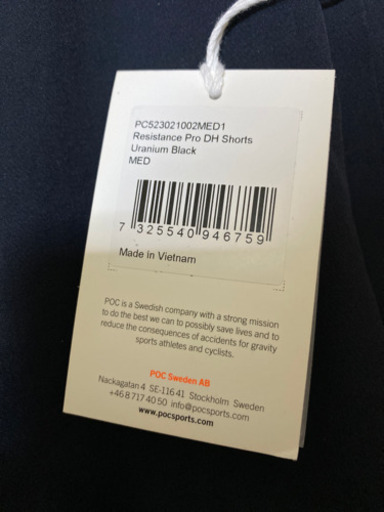 PC523021002MED1
Resistance Pro DH Shorts
Uranium Black
MED
7 325540 946759
Made in Vietnam
POC is a Swedish company with a strong mission
to do the best we can to possibly save lives and to
reduce the consequences of accidents for gravity
sports athletes and cyclists.
POC Sweden AB
Nackagatan 4 SE-116 41 Stockholm Sweden
+46 8 717 40 50 info@pocsports.com
www.pocsports.com